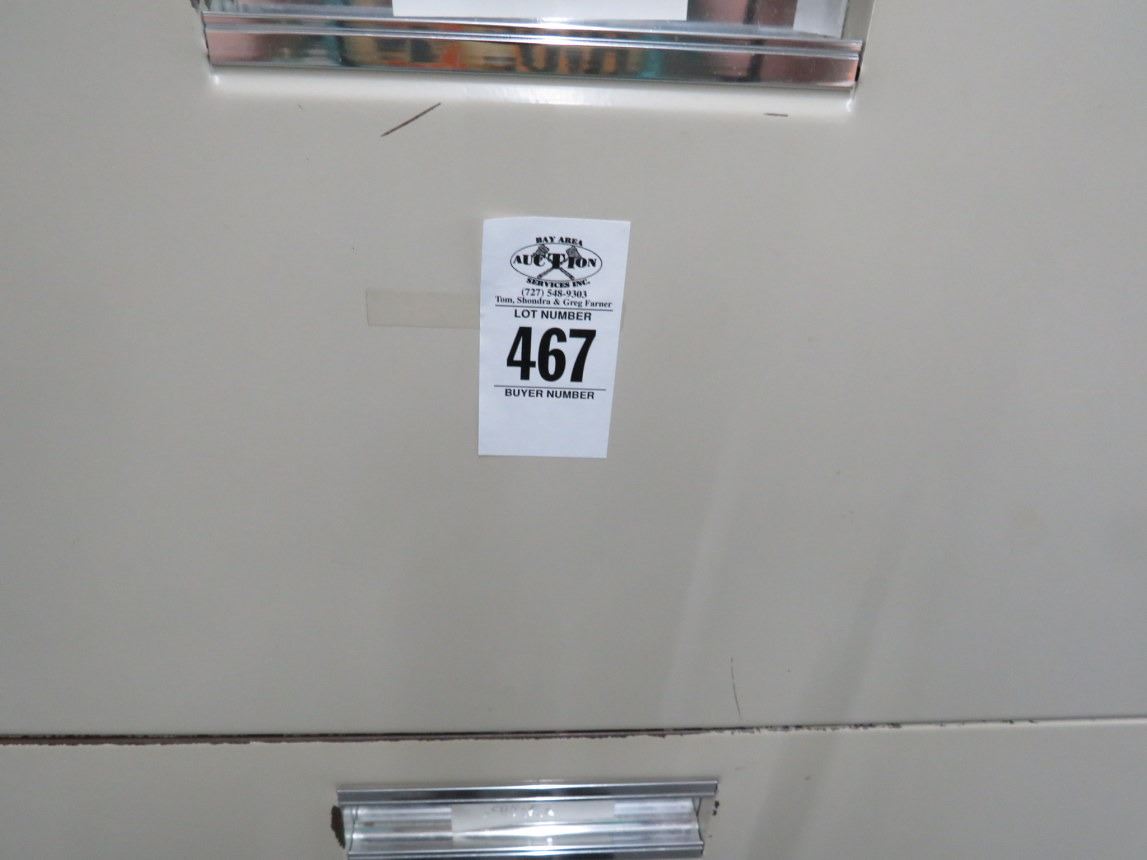 BAY AREA
AUCTION
SERVICES INC.
(727) 548-9303
Tom, Shondra & Greg Farner
LOT NUMBER
467
BUYER NUMBER